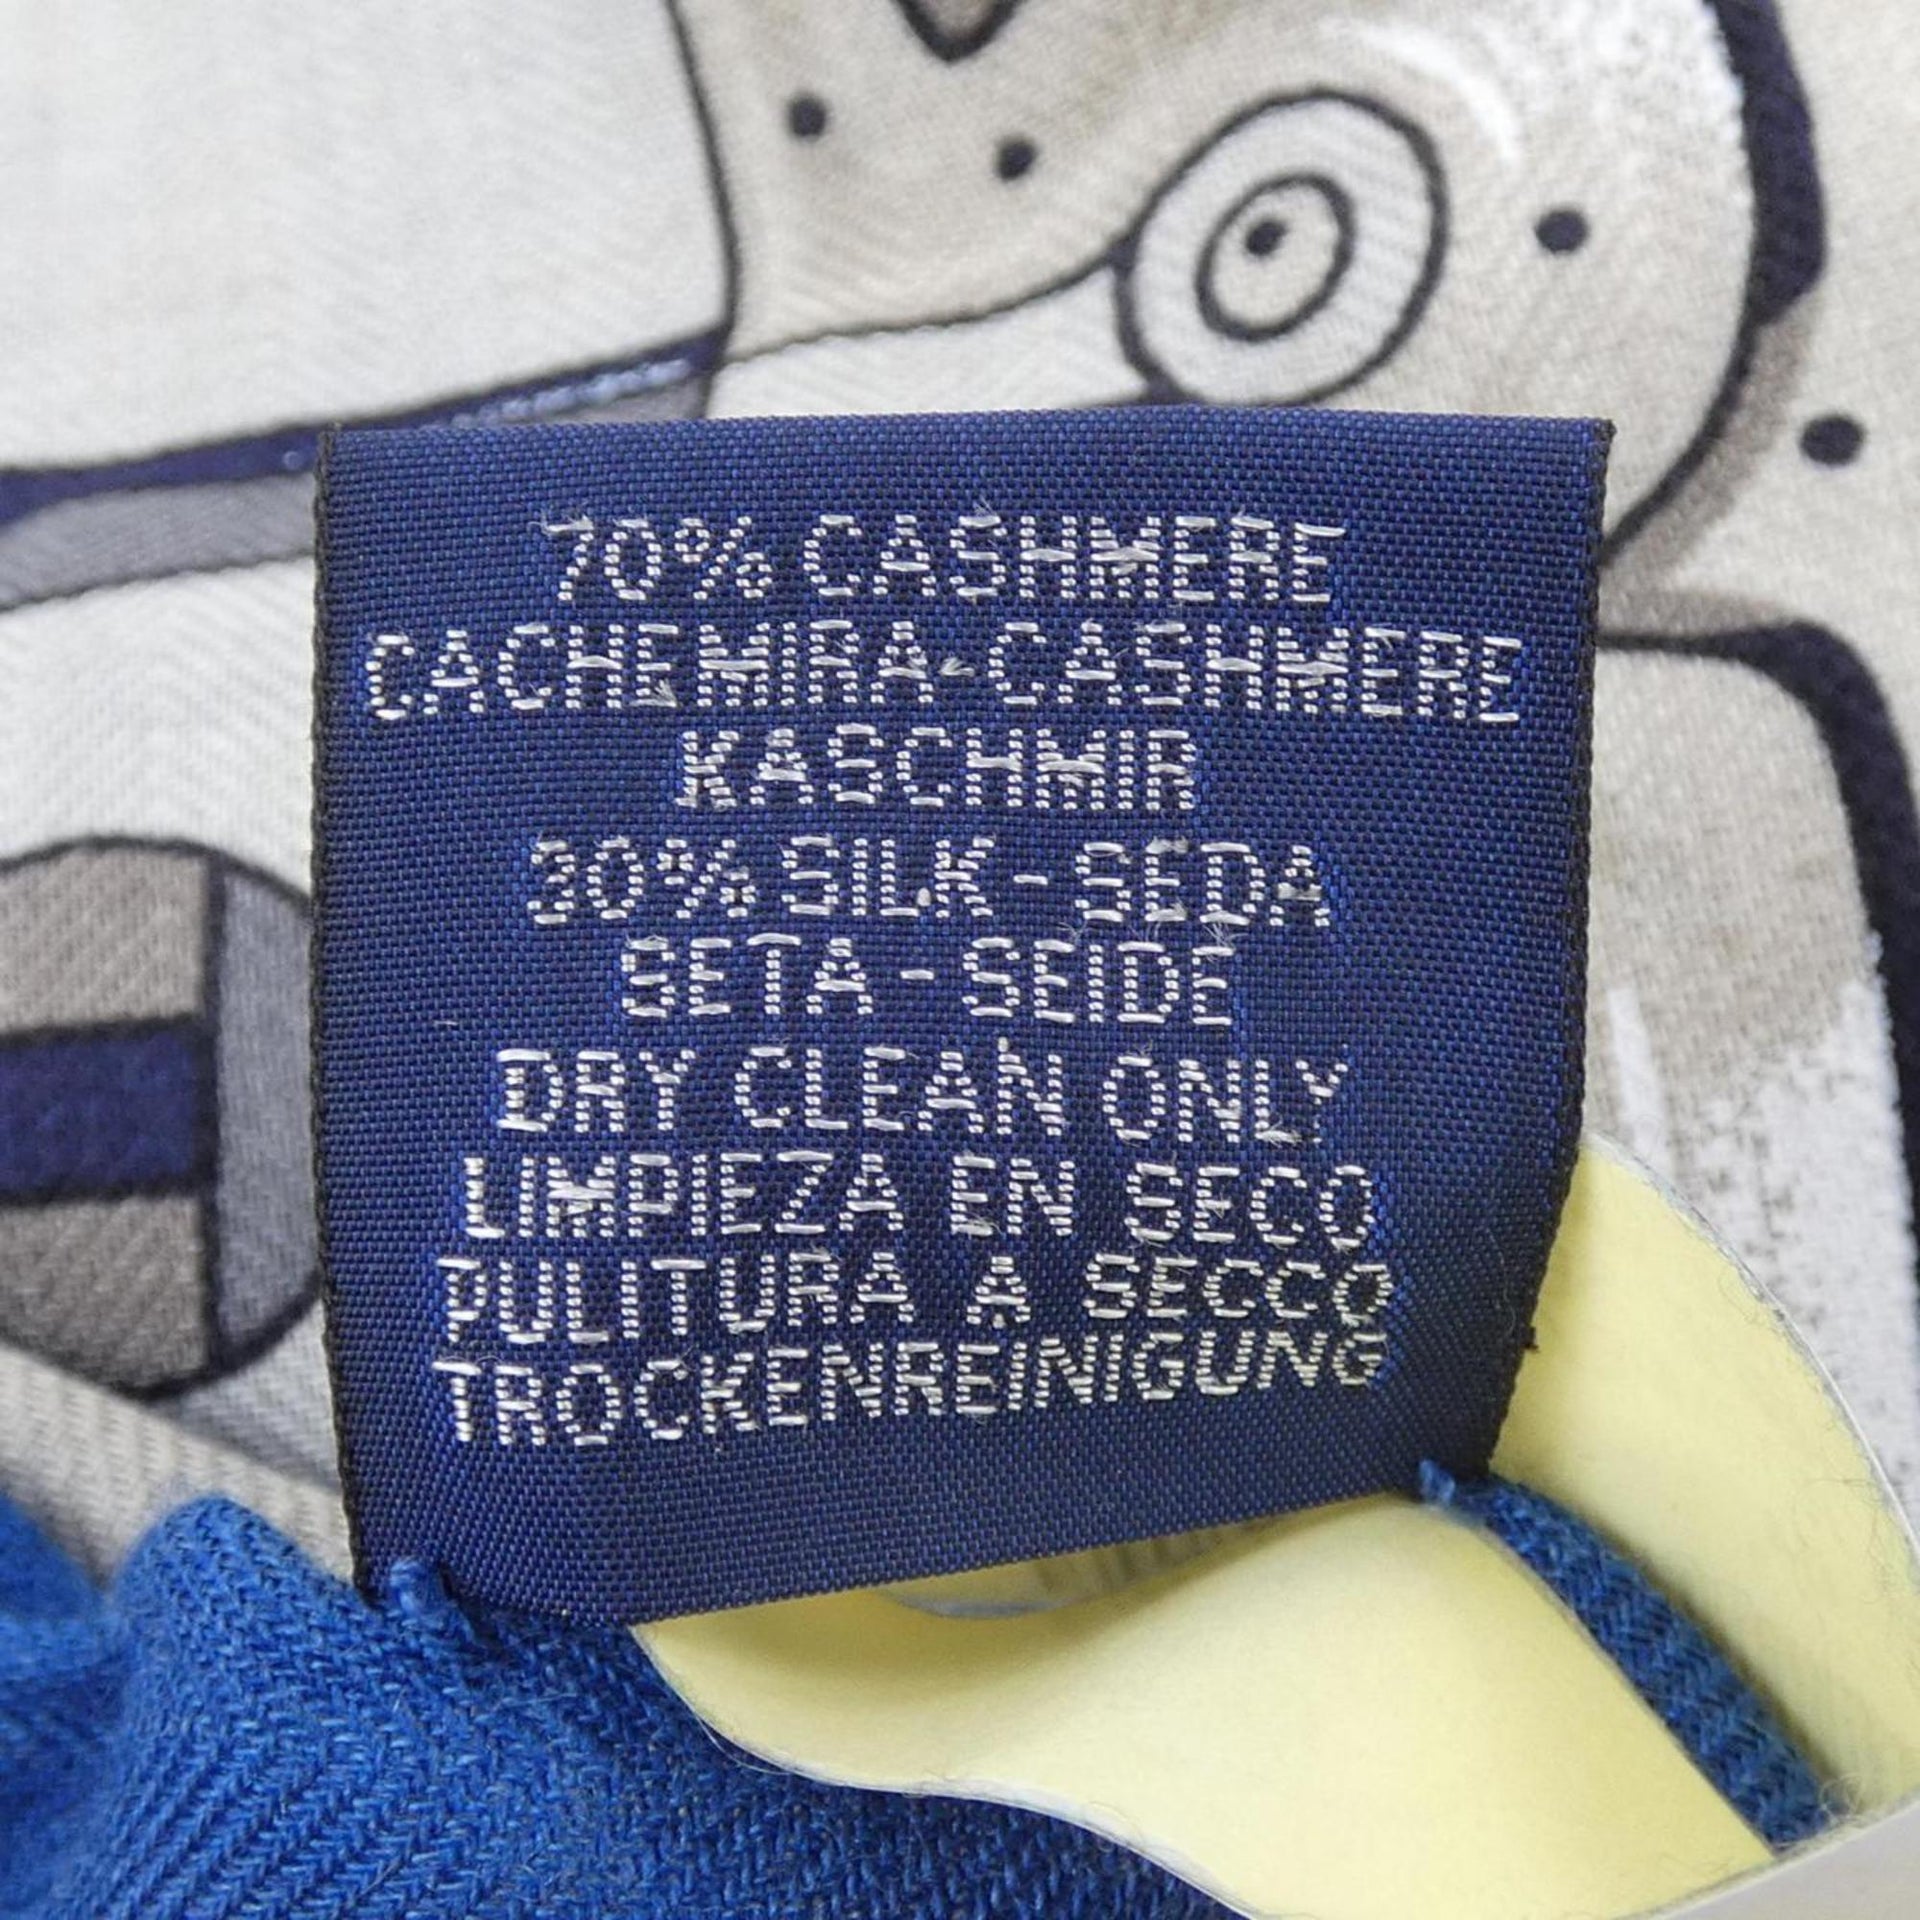 70% CASHMERE
CACHEMIRA-CASHMERE
KASCHMIR
30% SILK - SEDA
SETA - SEIDE
DRY CLEAN ONLY
LIMPIEZA EN SECO
PULITURA A SECCO
TROCKENREINIGUNG